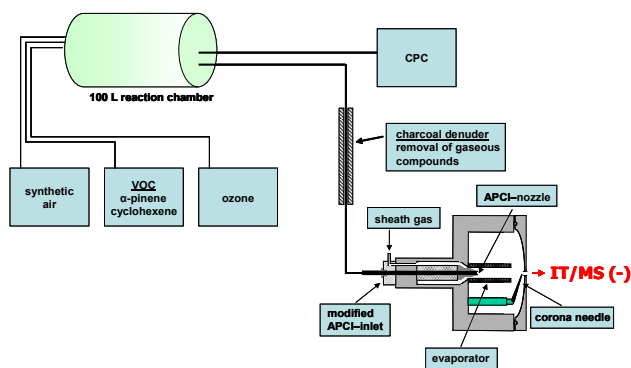 CPC
100 L reaction chamber
charcoal denuder
removal of gaseous
compounds
synthetic
air
VOC
α-pinene
cyclohexene
ozone
APCI–nozzle
sheath gas
IT/MS (-)
modified
APCI–inlet
corona needle
evaporator